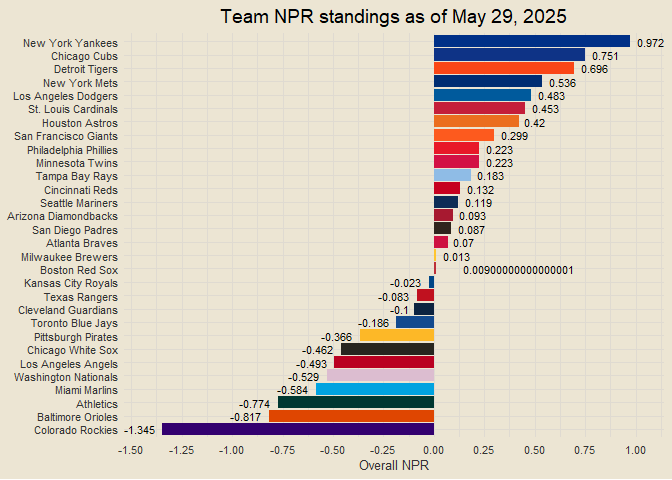 Team NPR standings as of May 29, 2025
New York Yankees 0.972
Chicago Cubs 0.751
Detroit Tigers 0.696
New York Mets 0.536
Los Angeles Dodgers 0.483
St. Louis Cardinals 0.453
Houston Astros 0.42
San Francisco Giants 0.299
Philadelphia Phillies 0.223
Minnesota Twins 0.223
Tampa Bay Rays 0.183
Cincinnati Reds 0.132
Seattle Mariners 0.119
Arizona Diamondbacks 0.093
San Diego Padres 0.087
Atlanta Braves 0.07
Milwaukee Brewers 0.013
Boston Red Sox 0.00900000000000001
Kansas City Royals -0.023
Texas Rangers -0.083
Cleveland Guardians -0.1
Toronto Blue Jays -0.186
Pittsburgh Pirates -0.366
Chicago White Sox -0.462
Los Angeles Angels -0.493
Washington Nationals -0.529
Miami Marlins -0.584
Athletics -0.774
Baltimore Orioles -0.817
Colorado Rockies -1.345
-1.50 -1.25 -1.00 -0.75 -0.50 -0.25 0.00 0.25 0.50 0.75 1.00
Overall NPR